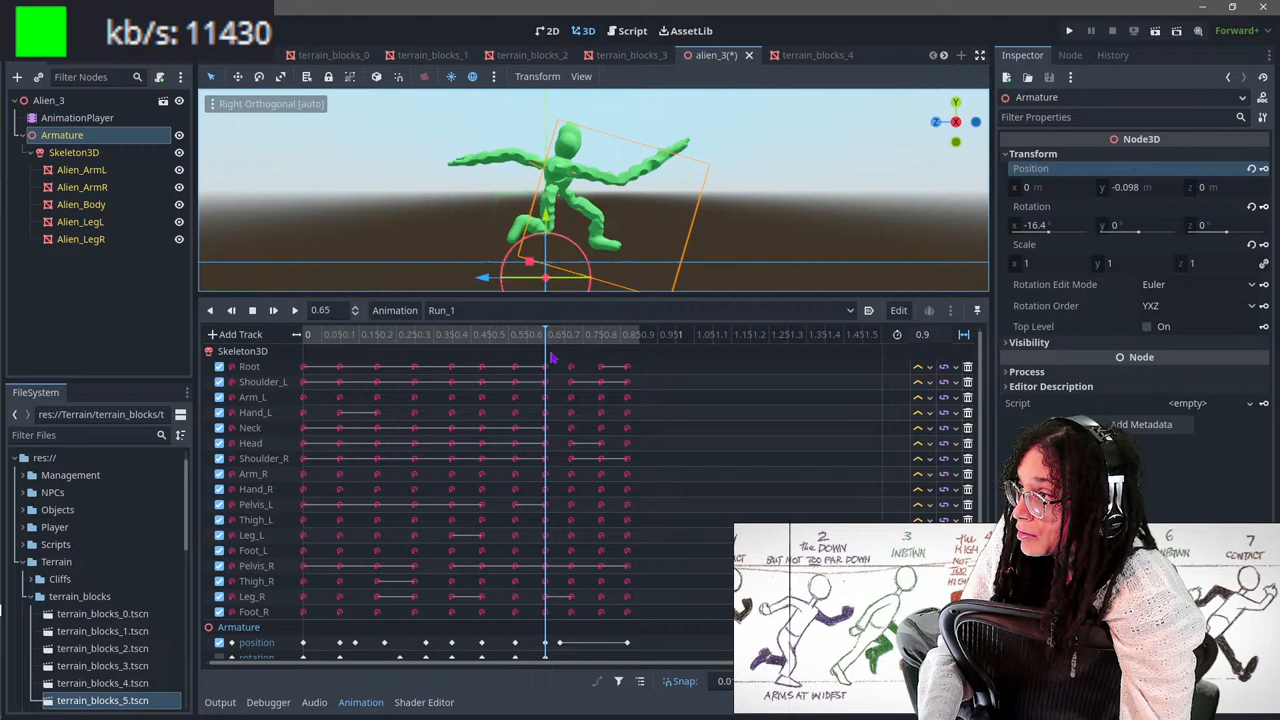 kb/s: 11430
2D
3D
Script
AssetLib
Forward+
terrain_blocks_0
terrain_blocks_1
terrain_blocks_2
terrain_blocks_3
alien_3(*)
terrain_blocks_4
Filter Nodes
Transform
View
Alien_3
AnimationPlayer
Armature
Skeleton3D
Alien_ArmL
Alien_ArmR
Alien_Body
Alien_LegL
Alien_LegR
Right Orthogonal [auto]
Y
Z
X
Inspector
Node
History
Armature
Filter Properties
Node3D
Transform
Position
x 0 m
y -0.098 m
z 0 m
Rotation
x -16.4 °
y 0 °
z 0 °
Scale
x 1
y 1
z 1
Rotation Edit Mode
Euler
Rotation Order
YXZ
Top Level
On
Visibility
Node
Process
Editor Description
Script
<empty>
Add Metadata
0.65
Animation
Run_1
Edit
Add Track
0.9
Skeleton3D
Root
Shoulder_L
Arm_L
Hand_L
Neck
Head
Shoulder_R
Arm_R
Hand_R
Pelvis_L
Thigh_L
Leg_L
Foot_L
Pelvis_R
Thigh_R
Leg_R
Foot_R
Armature
position
rotation
Snap:
Output
Debugger
Audio
Animation
Shader Editor
FileSystem
res://Terrain/terrain_blocks/t
Filter Files
res://
Management
NPCs
Objects
Player
Scripts
Terrain
Cliffs
terrain_blocks
terrain_blocks_0.tscn
terrain_blocks_1.tscn
terrain_blocks_2.tscn
terrain_blocks_3.tscn
terrain_blocks_4.tscn
terrain_blocks_5.tscn
2
the DOWN
BUT NOT TOO FAR DOWN
ARMS AT WIDEST
3
the
HIGH
6
7
CONTACT